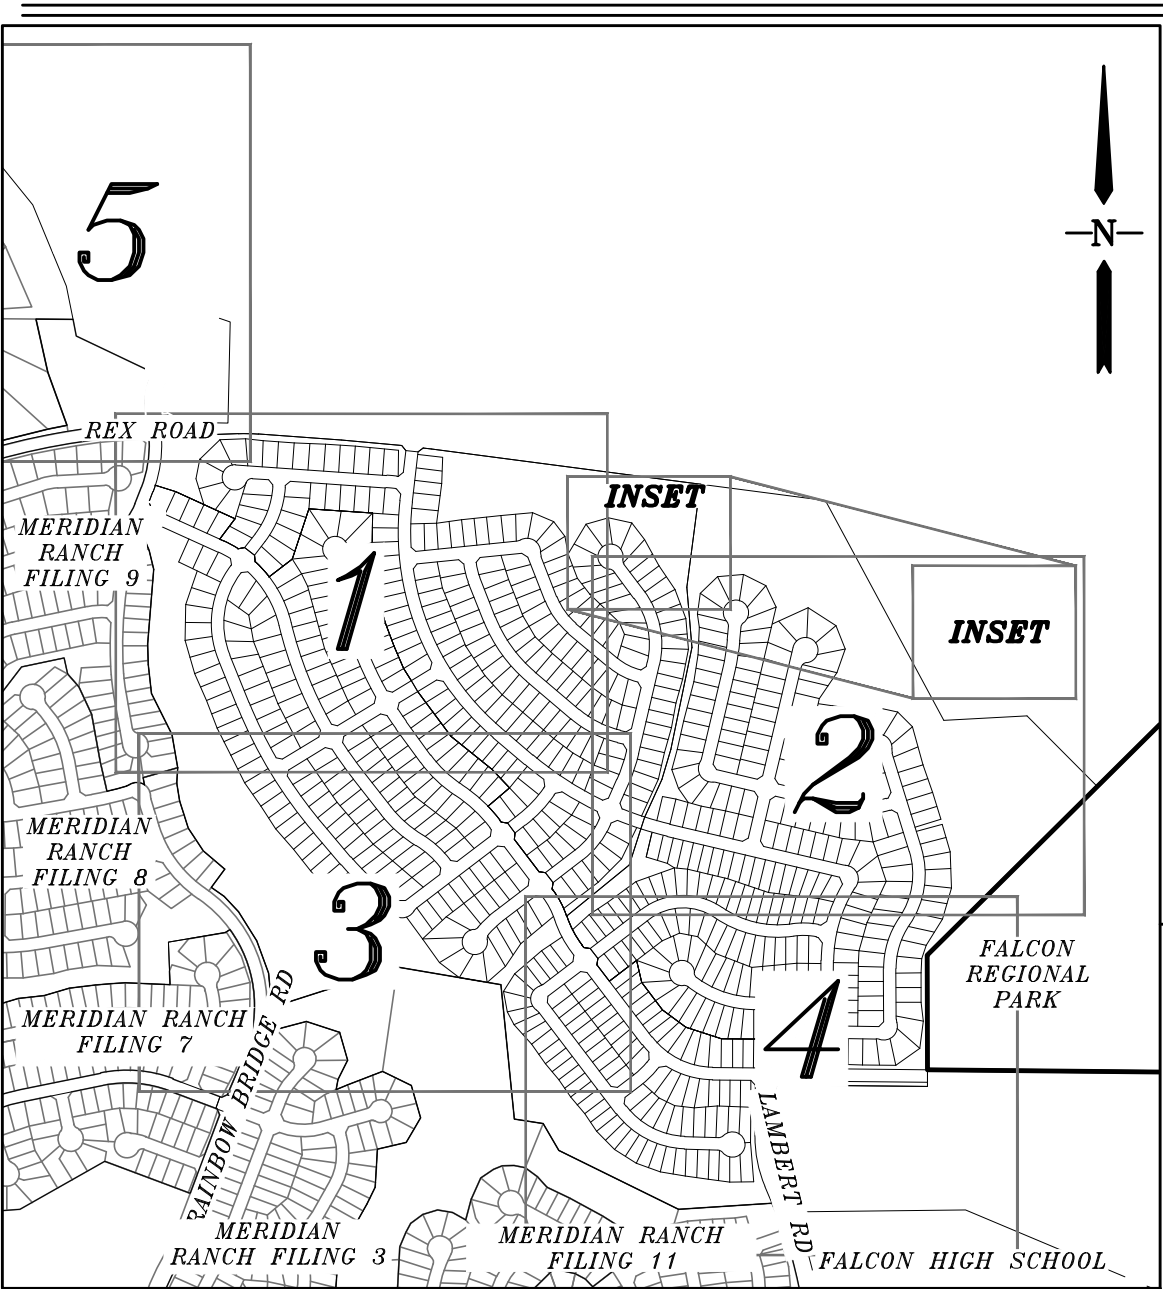 5
N
REX ROAD
INSET
MERIDIAN
RANCH
FILING 9
1
INSET
2
MERIDIAN
RANCH
FILING 8
3
FALCON
REGIONAL
PARK
MERIDIAN RANCH
FILING 7
4
RAINBOW BRIDGE RD
LAMBERT RD
MERIDIAN
RANCH FILING 3
MERIDIAN RANCH
FILING 11
FALCON HIGH SCHOOL